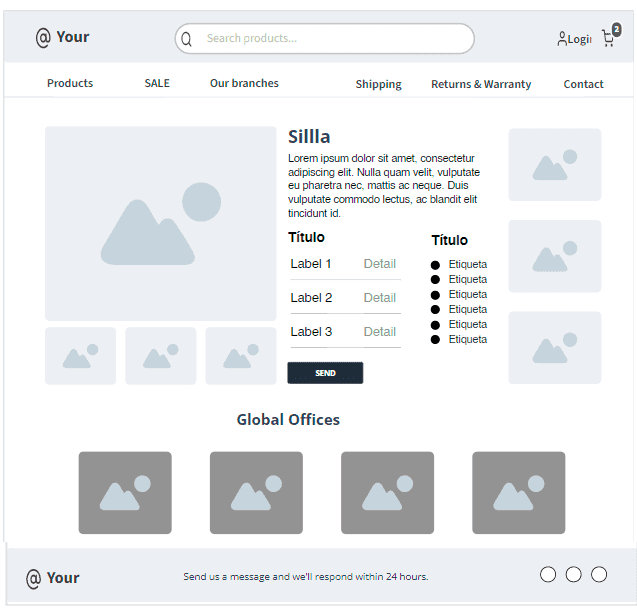 @ Your
Search products...
Login
2
Products SALE Our branches Shipping Returns & Warranty Contact
Sillla
Lorem ipsum dolor sit amet, consectetur
adipiscing elit. Nulla quam velit, vulputate
eu pharetra nec, mattis ac neque. Duis
vulputate commodo lectus, ac blandit elit
tincidunt id.
Título
Label 1 Detail
Label 2 Detail
Label 3 Detail
SEND
Título
Etiqueta
Etiqueta
Etiqueta
Etiqueta
Etiqueta
Etiqueta
Global Offices
@ Your
Send us a message and we'll respond within 24 hours.